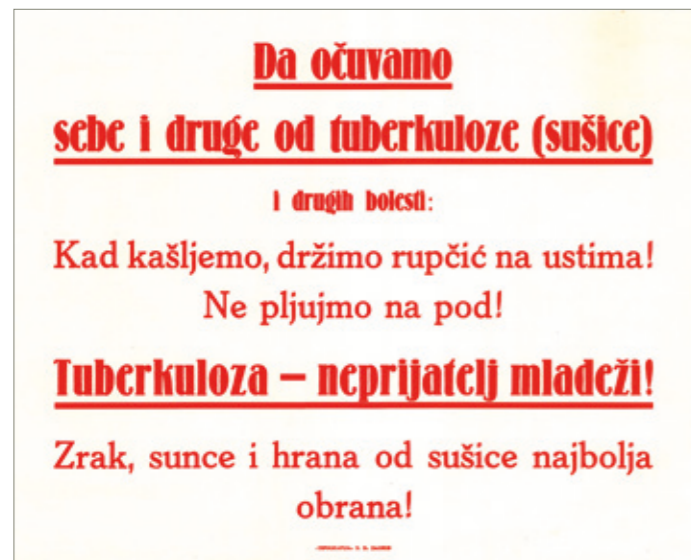 Da očuvamo
sebe i druge od tuberkuloze (sušice)
i drugih bolesti:
Kad kašljemo, držimo rupčić na ustima!
Ne pljujmo na pod!
Tuberkuloza — neprijatelj mladeži!
Zrak, sunce i hrana od sušice najbolja
obrana!